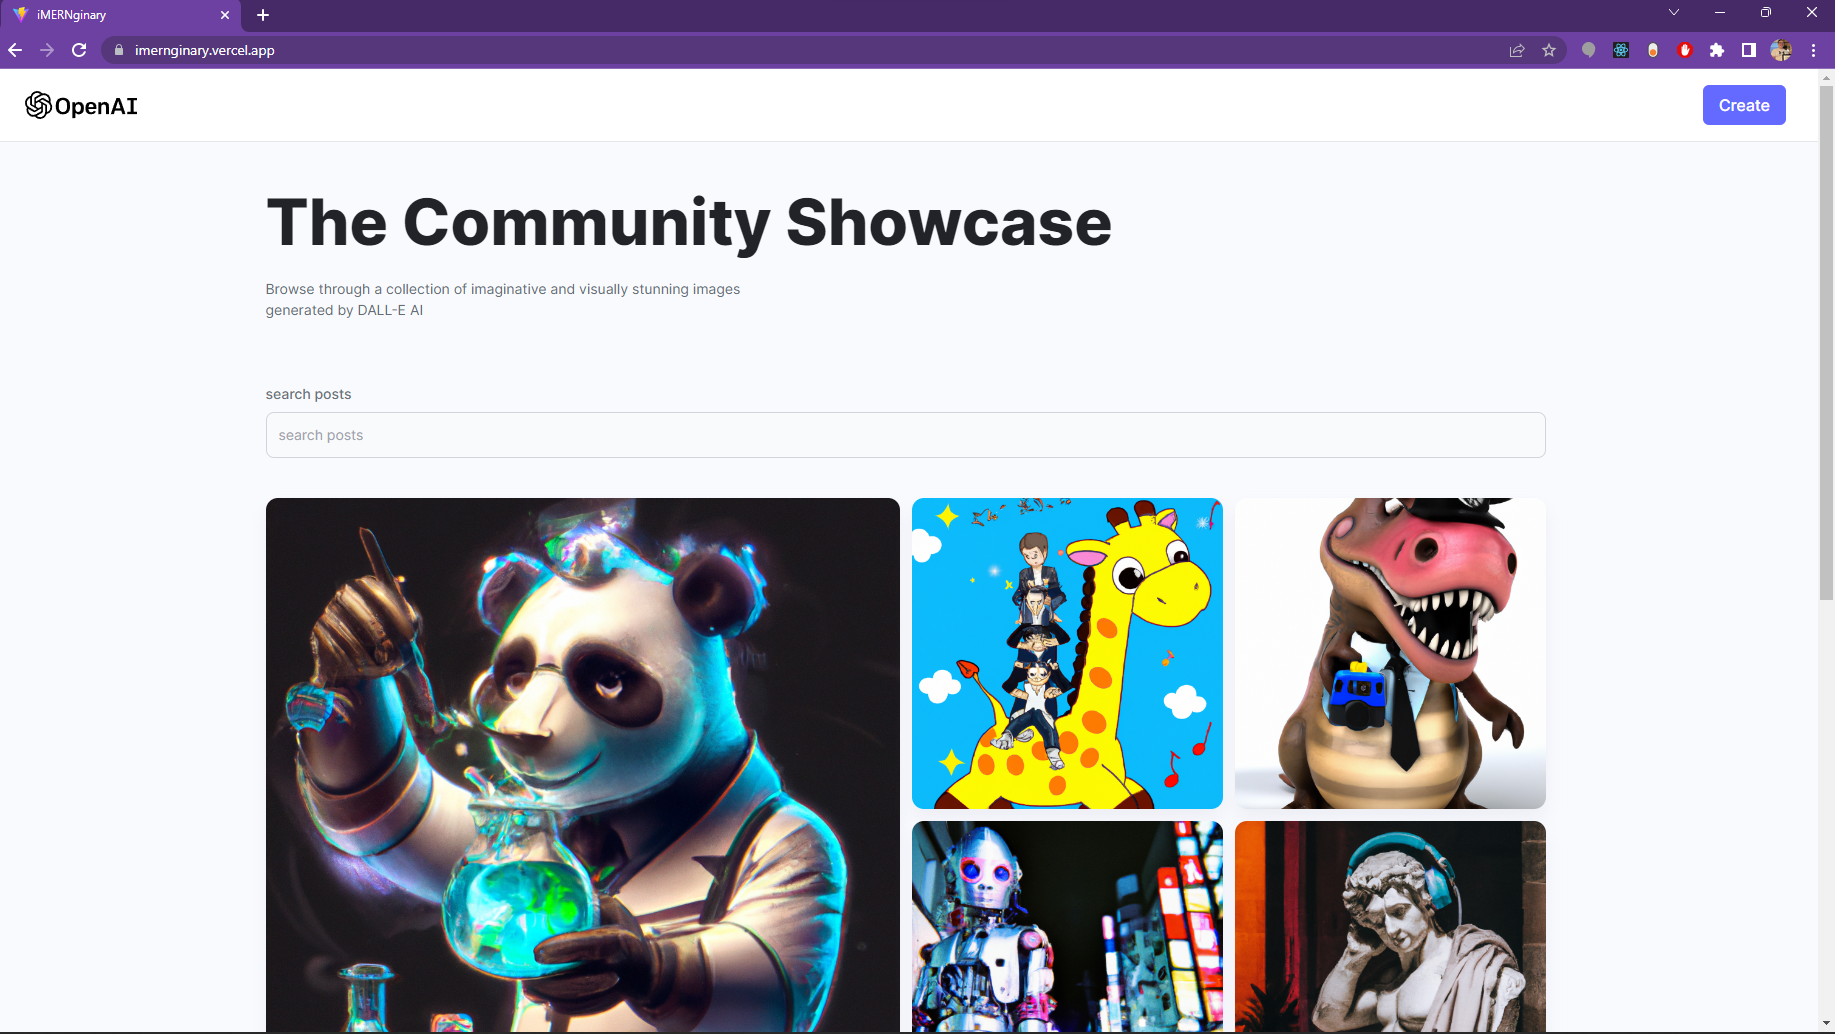 iMERNginary
imernginary.vercel.app
OpenAI
Create
The Community Showcase
Browse through a collection of imaginative and visually stunning images
generated by DALL-E AI
search posts
search posts